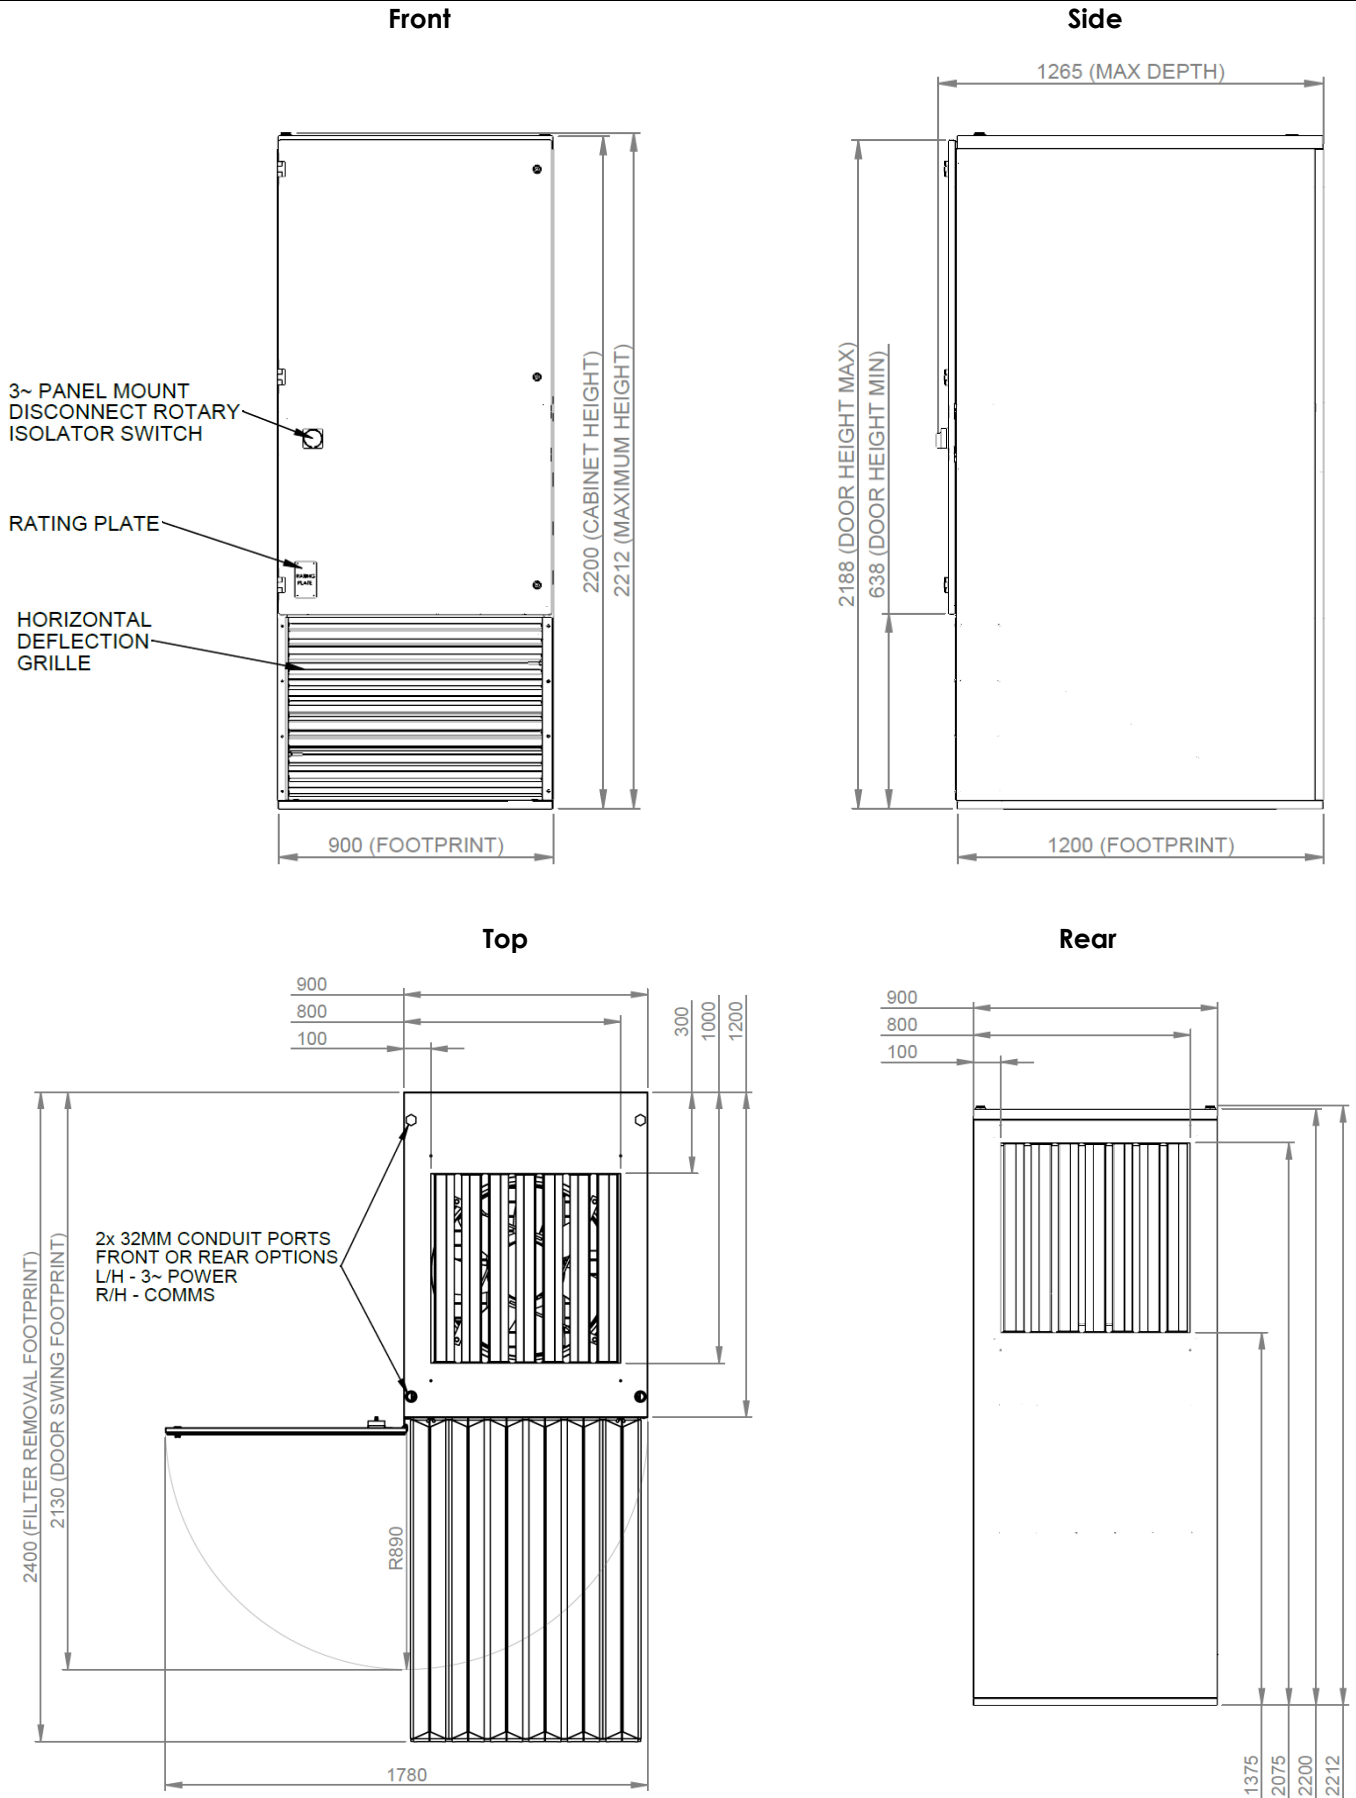 Front
Side
1265 (MAX DEPTH)
3~ PANEL MOUNT
DISCONNECT ROTARY
ISOLATOR SWITCH
RATING PLATE
RATING
PLATE
HORIZONTAL
DEFLECTION
GRILLE
2200 (CABINET HEIGHT)
2212 (MAXIMUM HEIGHT)
900 (FOOTPRINT)
2188 (DOOR HEIGHT MAX)
638 (DOOR HEIGHT MIN)
1200 (FOOTPRINT)
Top
Rear
900
800
100
300
1000
1200
2x 32MM CONDUIT PORTS
FRONT OR REAR OPTIONS
L/H - 3~ POWER
R/H - COMMS
2400 (FILTER REMOVAL FOOTPRINT)
2130 (DOOR SWING FOOTPRINT)
R890
1780
900
800
100
1375
2075
2200
2212